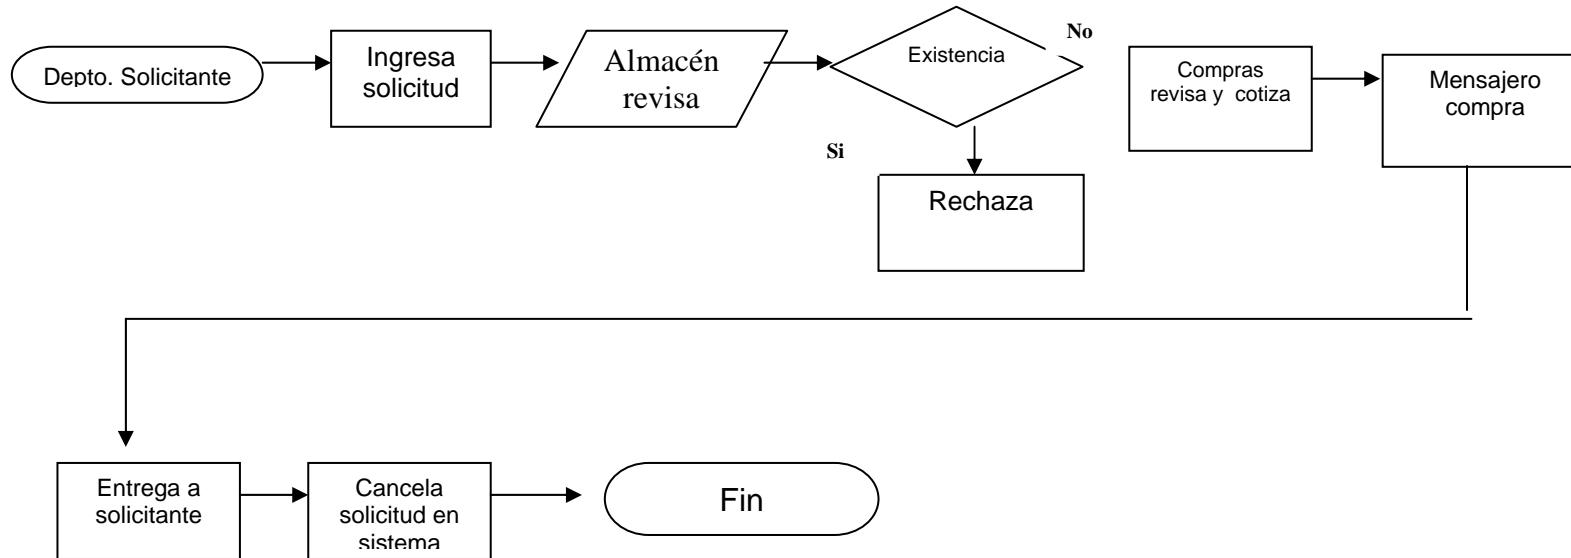 Depto. Solicitante
Ingresa
solicitud
Almacén
revisa
Existencia
No
Compras
revisa y cotiza
Mensajero
compra
Si
Rechaza
Entrega a
solicitante
Cancela
solicitud en
sistema
Fin